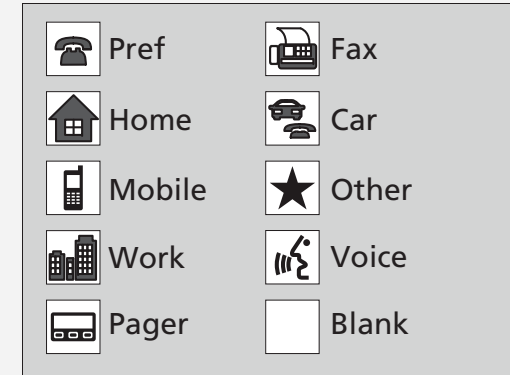 Pref
Home
Mobile
Work
Pager
Fax
Car
Other
Voice
Blank